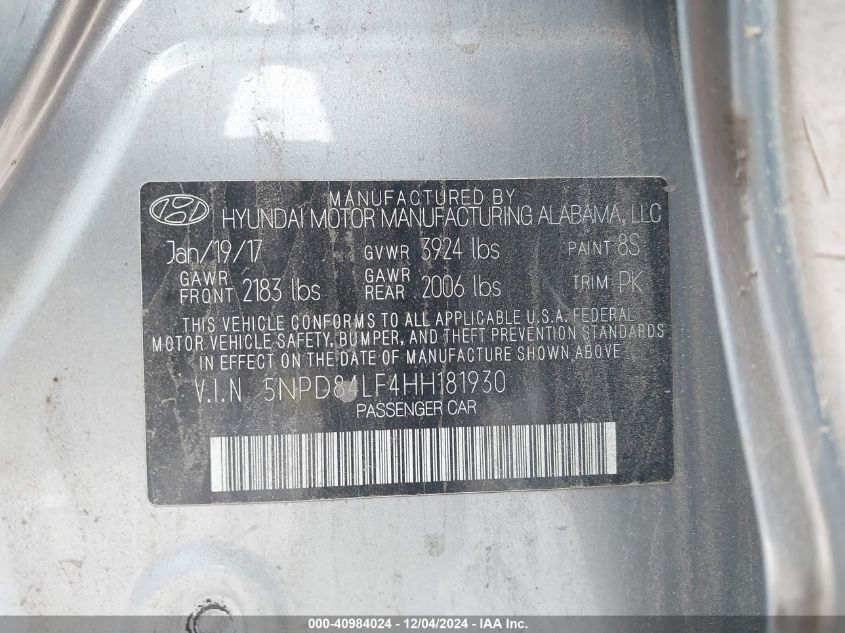 MANUFACTURED BY
HYUNDAI MOTOR MANUFACTURING ALABAMA, LLC
Jan/19/17 GVWR 3924 lbs PAINT 8S
GAWR FRONT 2183 lbs GAWR REAR 2006 lbs TRIM PK
THIS VEHICLE CONFORMS TO ALL APPLICABLE U.S.A. FEDERAL
MOTOR VEHICLE SAFETY, BUMPER, AND THEFT PREVENTION STANDARDS
IN EFFECT ON THE DATE OF MANUFACTURE SHOWN ABOVE
V.I.N 5NPD84LF4HH181930
PASSENGER CAR
000-40984024 - 12/04/2024 - IAA Inc.